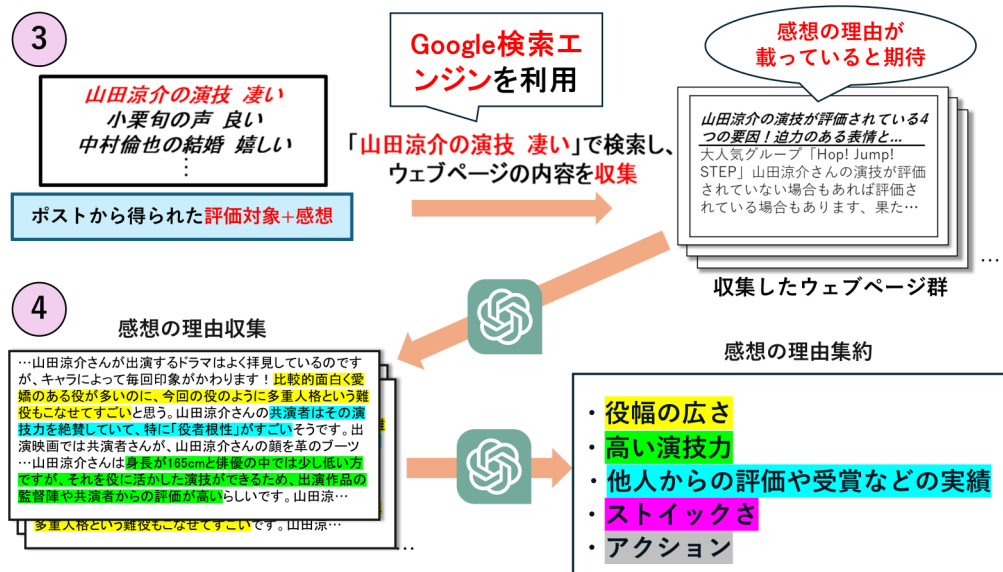 3
山田涼介の演技 凄い
小栗旬の声 良い
中村倫也の結婚 嬉しい
⋮
ポストから得られた評価対象+感想
Google検索エ
ンジンを利用
「山田涼介の演技 凄い」で検索し、
ウェブページの内容を収集
感想の理由が
載っていると期待
山田涼介の演技が評価されている4
つの要因！迫力のある表情と...
大人気グループ「Hop! Jump!
STEP」山田涼介さんの演技が評価
されていない場合もあれば評価さ
れている場合もあります、果た…
…
収集したウェブページ群
4
感想の理由収集
…山田涼介さんが出演するドラマはよく拝見しているのです
が、キャラによって毎回印象がかわります！比較的面白く愛
嬌のある役が多いのに、今回の役のように多重人格という難
役もこなせてすごいと思う。山田涼介さんの共演者はその演
技力を絶賛していて、特に「役者根性」がすごいそうです。出
演映画では共演者さんが、山田涼介さんの顔を革のブーツ
…山田涼介さんは身長が165cmと俳優の中では少し低い方
ですが、それを役に活かした演技ができるため、出演作品の
監督陣や共演者からの評価が高いらしいです。山田涼…
多重人格という難役もこなせてすごいです。山田涼…
…
感想の理由集約
・役幅の広さ
・高い演技力
・他人からの評価や受賞などの実績
・ストイックさ
・アクション